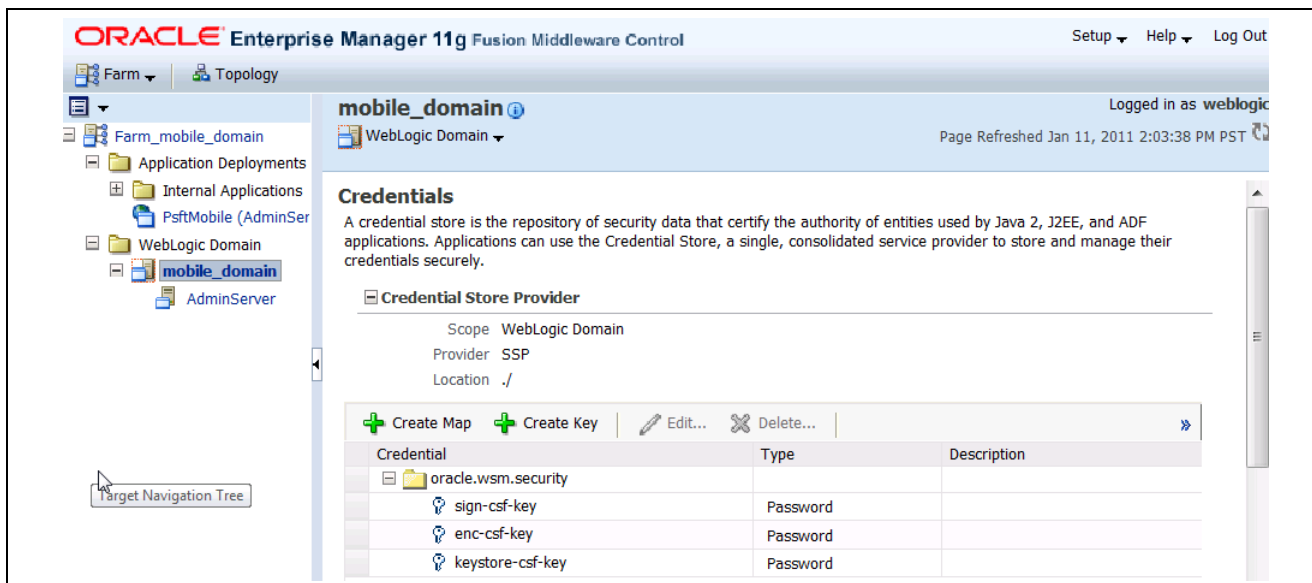 ORACLE Enterprise Manager 11g Fusion Middleware Control
Setup Help Log Out
Farm Topology
Farm_mobile_domain
Application Deployments
Internal Applications
PsftMobile (AdminSer
WebLogic Domain
mobile_domain
AdminServer
Target Navigation Tree
mobile_domain
Logged in as weblogic
WebLogic Domain
Page Refreshed Jan 11, 2011 2:03:38 PM PST
Credentials
A credential store is the repository of security data that certify the authority of entities used by Java 2, J2EE, and ADF
applications. Applications can use the Credential Store, a single, consolidated service provider to store and manage their
credentials securely.
Credential Store Provider
Scope WebLogic Domain
Provider SSP
Location ./
Create Map Create Key Edit... Delete... »
Credential Type Description
oracle.wsm.security
sign-csf-key Password
enc-csf-key Password
keystore-csf-key Password